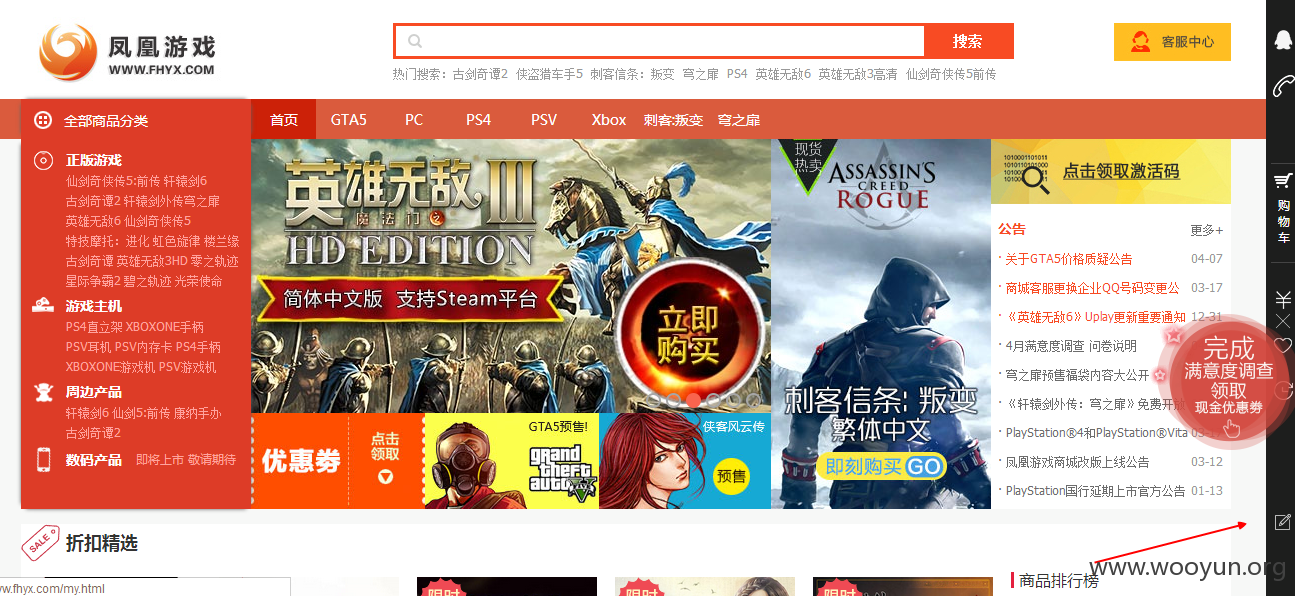 凤凰游戏
WWW.FHYX.COM
搜索
客服中心
热门搜索：古剑奇谭2 侠盗猎车手5 刺客信条：叛变 穹之扉 PS4 英雄无敌6 英雄无敌3高清 仙剑奇侠传5前传
全部商品分类
首页 GTA5 PC PS4 PSV Xbox 刺客:叛变 穹之扉
正版游戏
仙剑奇侠传5:前传 轩辕剑6
古剑奇谭2 轩辕剑外传穹之扉
英雄无敌6 仙剑奇侠传5
特技摩托：进化 虹色旋律 楼兰缘
古剑奇谭 英雄无敌3HD 零之轨迹
星际争霸2 碧之轨迹 光荣使命
游戏主机
PS4直立架 XBOXONE手柄
PSV耳机 PSV内存卡 PS4手柄
XBOXONE游戏机 PSV游戏机
周边产品
轩辕剑6 仙剑5:前传 康纳手办
古剑奇谭2
数码产品 即将上市 敬请期待
英雄无敌III
魔法门之
HD EDITION
简体中文版 支持Steam平台
立即
购买
优惠券
点击
领取
GTA5预售!
grand
theft
auto
V
侠客风云传
预售
现货
热卖
ASSASSIN'S
CREED
ROGUE
刺客信条: 叛变
繁体中文
即刻购买GO
点击领取激活码
公告 更多+
关于GTA5价格质疑公告 04-07
商城客服更换企业QQ号码变更公 03-17
《英雄无敌6》Uplay更新重要通知 12-31
4月满意度调查 问卷说明
穹之扉预售福袋内容大公开
《轩辕剑外传：穹之扉》免费开放
PlayStation®4和PlayStation®Vita
凤凰游戏商城改版上线公告 03-12
PlayStation国行延期上市官方公告 01-13
完成
满意度调查
领取
现金优惠券
购
物
车
SALE
折扣精选
限时
限时
限时
商品排行榜
www.wooyun.org
ww.fhyx.com/my.html